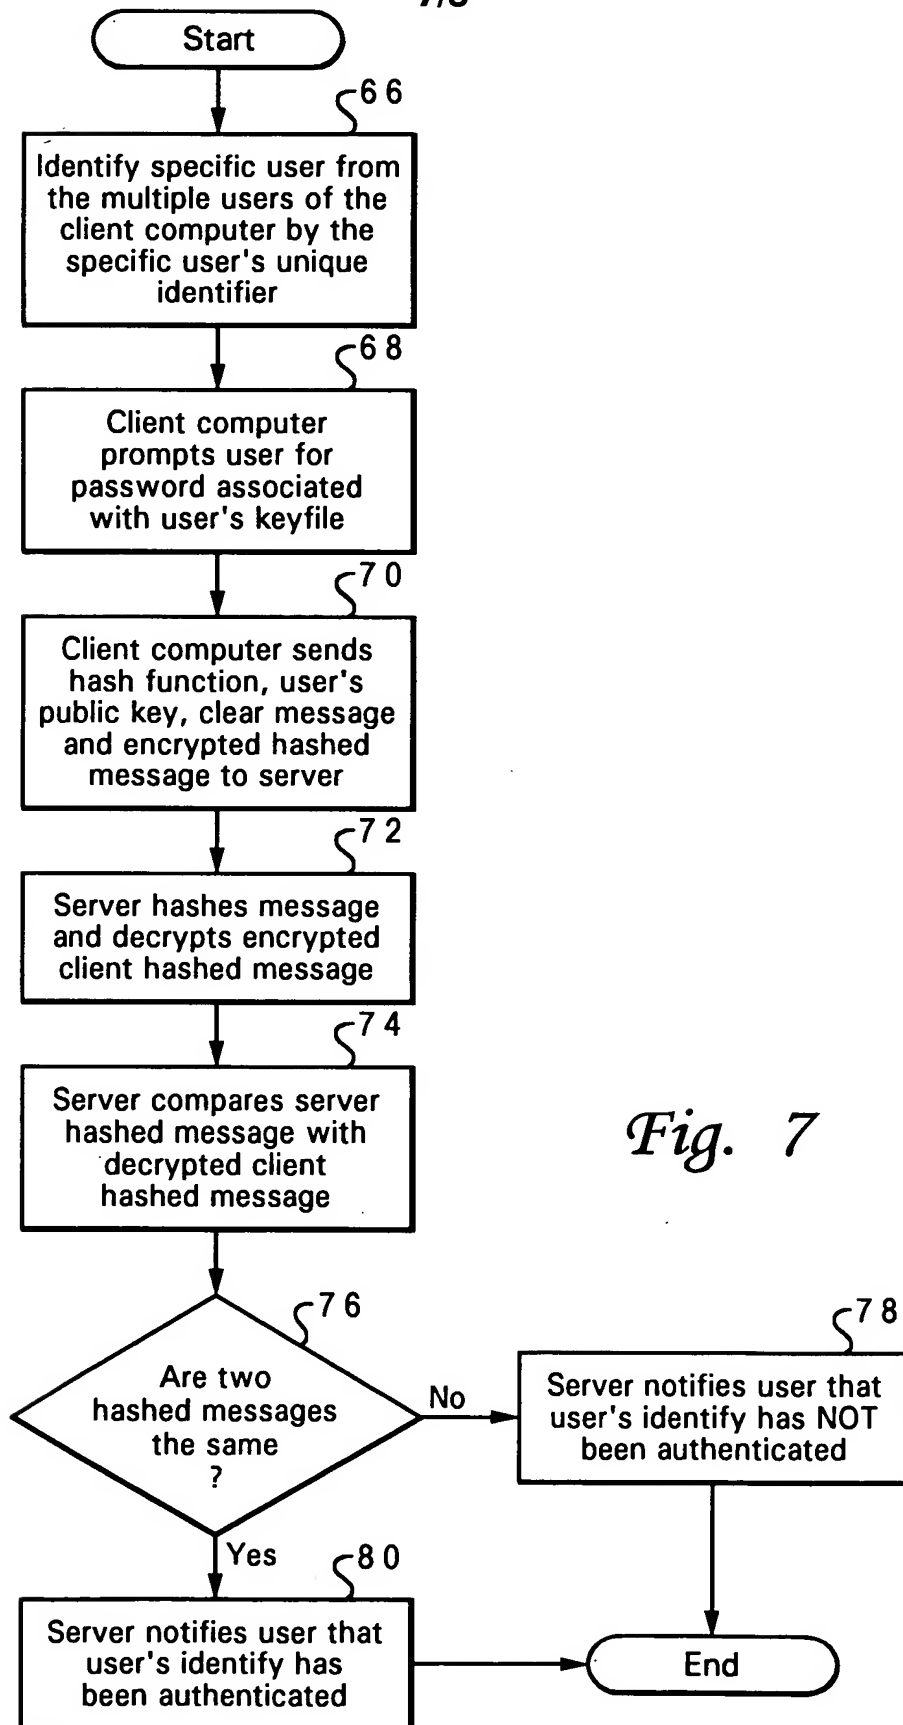 Start
66
Identify specific user from
the multiple users of the
client computer by the
specific user's unique
identifier
68
Client computer
prompts user for
password associated
with user's keyfile
70
Client computer sends
hash function, user's
public key, clear message
and encrypted hashed
message to server
72
Server hashes message
and decrypts encrypted
client hashed message
74
Server compares server
hashed message with
decrypted client
hashed message
Fig. 7
76
Are two
hashed messages
the same
?
No
78
Server notifies user that
user's identify has NOT
been authenticated
Yes
80
Server notifies user that
user's identify has
been authenticated
End